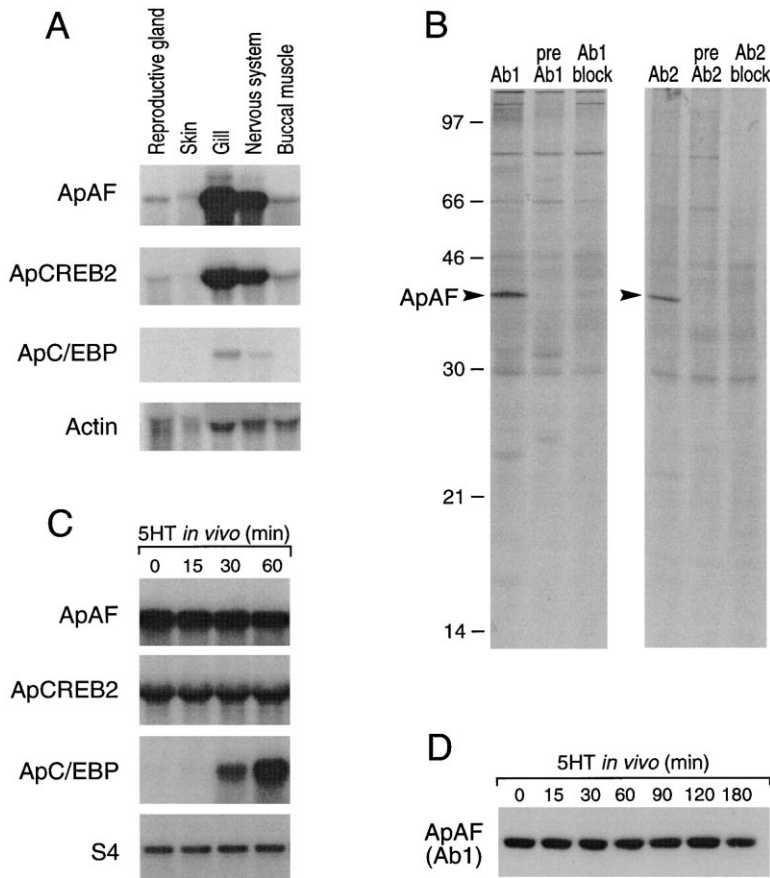 A
Reproductive gland
Skin
Gill
Nervous system
Buccal muscle
ApAF
ApCREB2
ApC/EBP
Actin
B
Ab1
pre Ab1
Ab1 block
Ab2
pre Ab2
Ab2 block
97
66
46
ApAF
30
21
14
C
5HT in vivo (min)
0 15 30 60
ApAF
ApCREB2
ApC/EBP
S4
D
5HT in vivo (min)
0 15 30 60 90 120 180
ApAF
(Ab1)